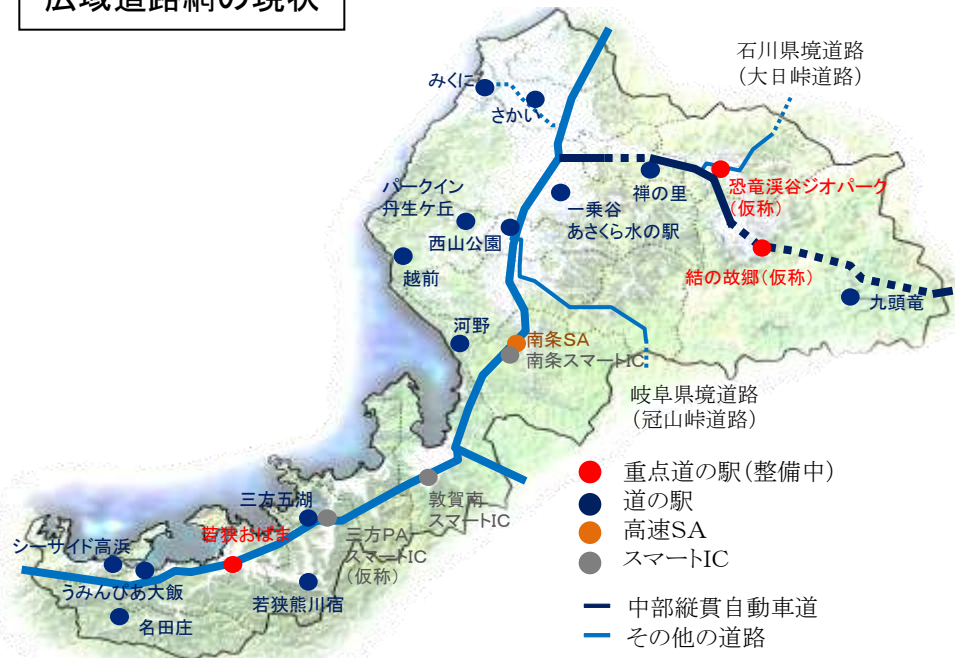 広域道路網の現状
石川県境道路
(大日峠道路)
みくに
さかい
パークイン
丹生ケ丘
西山公園
一乗谷
あさくら水の駅
禅の里
恐竜渓谷ジオパーク
(仮称)
越前
結の故郷(仮称)
九頭竜
河野
南条SA
南条スマートIC
岐阜県境道路
(冠山峠道路)
三方五湖
敦賀南
スマートIC
若狭おばま
三方PA
スマートIC
(仮称)
シーサイド高浜
うみんぴあ大飯
若狭熊川宿
名田庄
重点道の駅(整備中)
道の駅
高速SA
スマートIC
中部縦貫自動車道
その他の道路